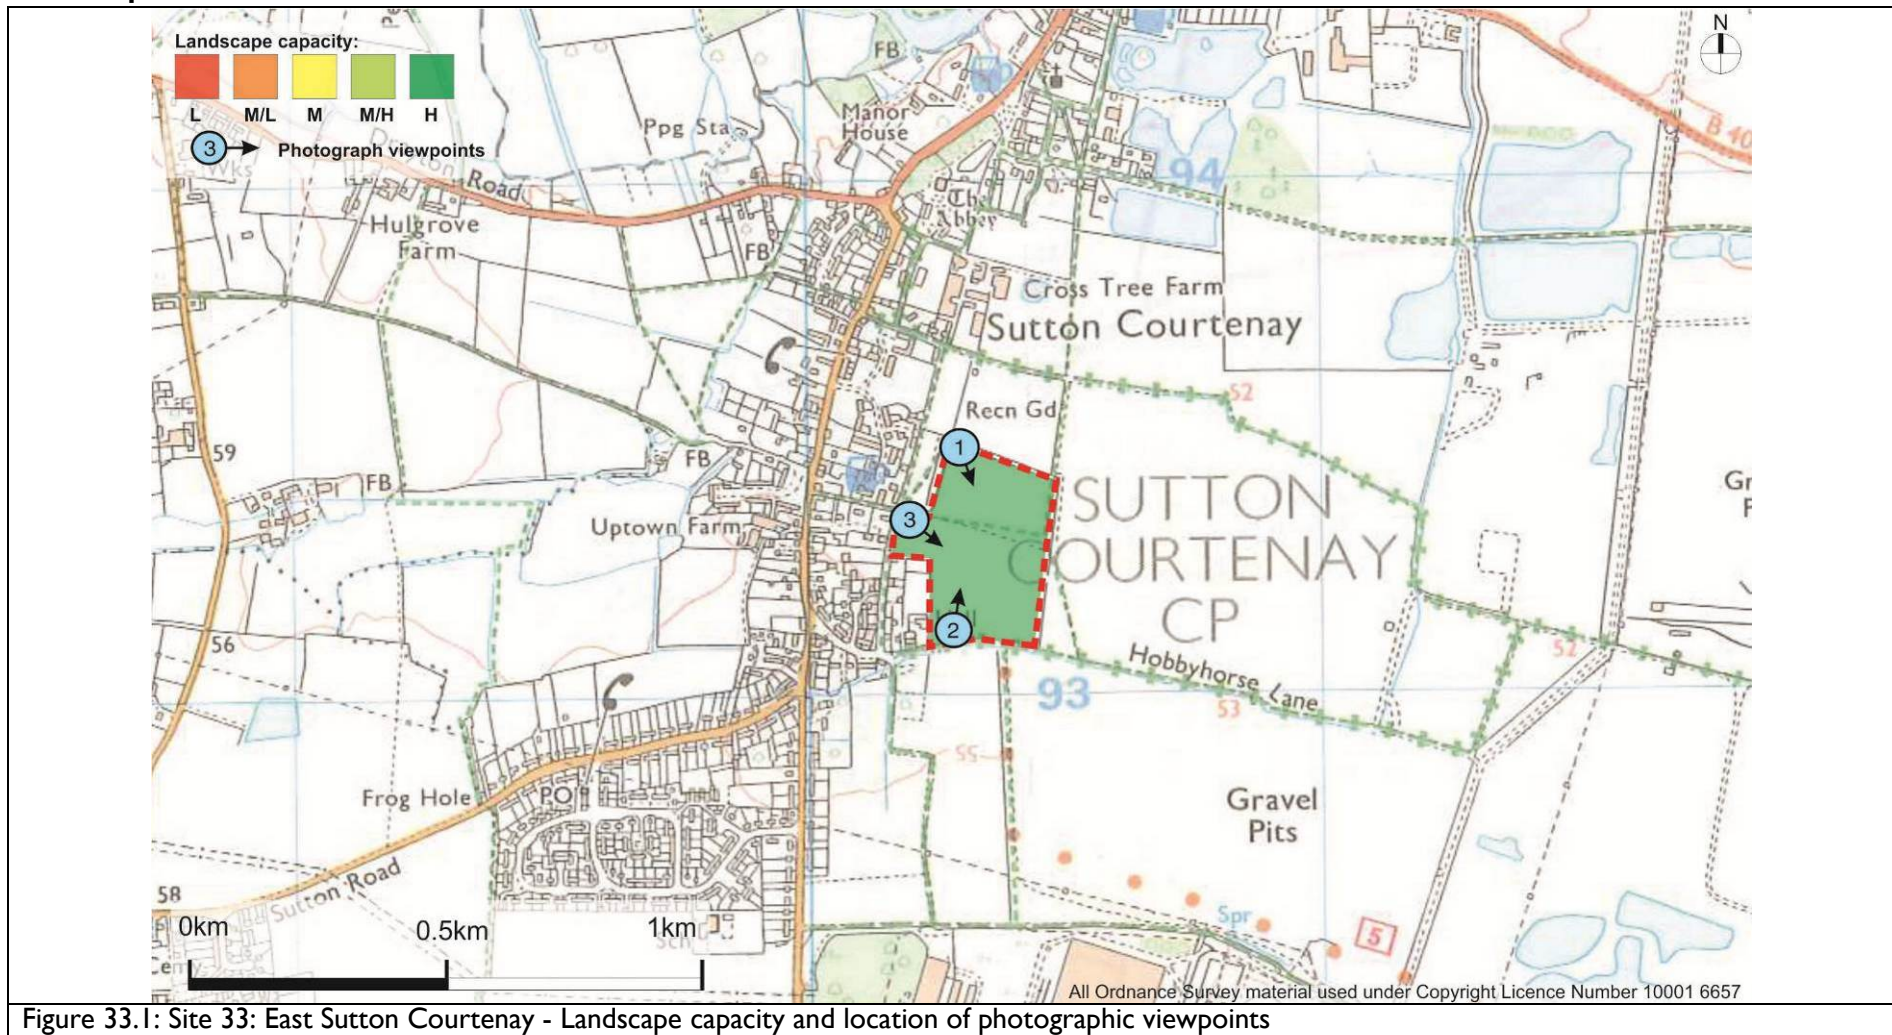 Landscape capacity:
L M/L M M/H H
3 Photograph viewpoints
N
FB
Manor
House
Ppg Sta
Wks
Road
B 40
94
The
Abbey
Hulgrove
Farm
FB
Cross Tree Farm
Sutton Courtenay
52
Recn Gd
1
59
FB
FB
SUTTON
COURTENAY
CP
Uptown Farm
3
2
56
52
Hobbyhorse Lane
93
53
55
Gravel
Pits
Frog Hole
PO
58
Sutton Road
Spr
5
Sch
0km 0.5km 1km
All Ordnance Survey material used under Copyright Licence Number 10001 6657
Figure 33.1: Site 33: East Sutton Courtenay - Landscape capacity and location of photographic viewpoints